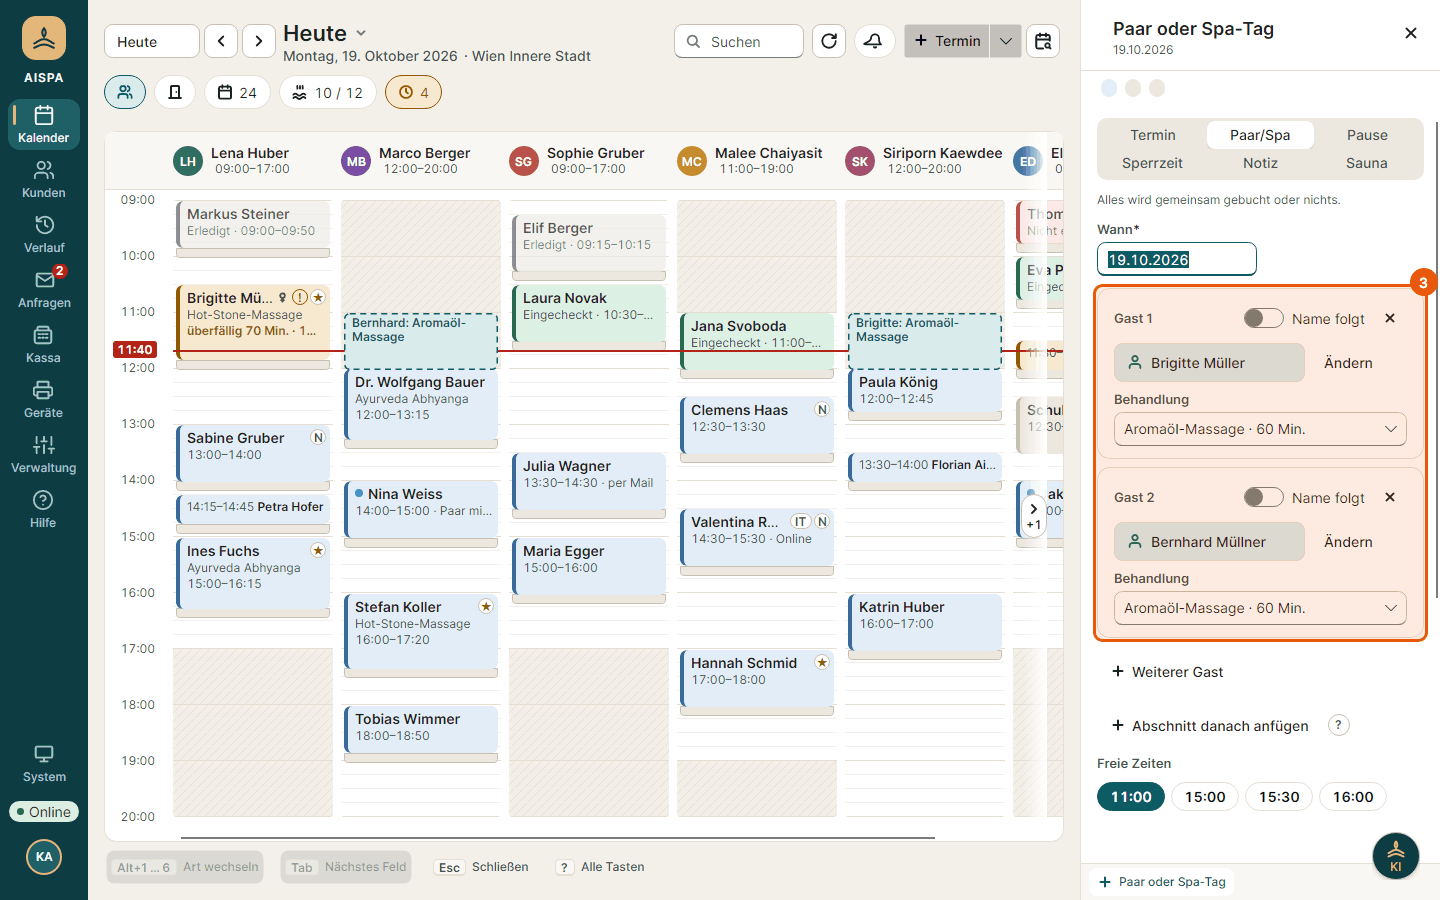 AISPA
Kalender
Kunden
Verlauf
2
Anfragen
Kassa
Geräte
Verwaltung
Hilfe
System
Online
KA
Heute
Heute
Montag, 19. Oktober 2026 · Wien Innere Stadt
Suchen
Termin
24
10 / 12
4
LH Lena Huber
09:00–17:00
MB Marco Berger
12:00–20:00
SG Sophie Gruber
09:00–17:00
MC Malee Chaiyasit
11:00–19:00
SK Siriporn Kaewdee
12:00–20:00
ED
09:00
10:00
11:00
11:40
12:00
13:00
14:00
15:00
16:00
17:00
18:00
19:00
20:00
Markus Steiner
Erledigt · 09:00–09:50
Brigitte Mü... !
Hot-Stone-Massage
überfällig 70 Min. · 1...
Sabine Gruber N
13:00–14:00
14:15–14:45 Petra Hofer
Ines Fuchs
Ayurveda Abhyanga
15:00–16:15
Bernhard: Aromaöl-
Massage
Dr. Wolfgang Bauer
Ayurveda Abhyanga
12:00–13:15
Nina Weiss
14:00–15:00 · Paar mi...
Stefan Koller
Hot-Stone-Massage
16:00–17:20
Tobias Wimmer
18:00–18:50
Elif Berger
Erledigt · 09:15–10:15
Laura Novak
Eingecheckt · 10:30–...
Julia Wagner
13:30–14:30 · per Mail
Maria Egger
15:00–16:00
Jana Svoboda
Eingecheckt · 11:00–...
Clemens Haas N
12:30–13:30
Valentina R... IT N
14:30–15:30 · Online
Hannah Schmid
17:00–18:00
Brigitte: Aromaöl-
Massage
Paula König
12:00–12:45
13:30–14:00 Florian Ai...
Katrin Huber
16:00–17:00
Eva P
+1
Alt+1 ... 6 Art wechseln
Tab Nächstes Feld
Esc Schließen
? Alle Tasten
Paar oder Spa-Tag
19.10.2026
Termin
Paar/Spa
Pause
Sperrzeit
Notiz
Sauna
Alles wird gemeinsam gebucht oder nichts.
Wann*
19.10.2026
3
Gast 1
Name folgt
Brigitte Müller
Ändern
Behandlung
Aromaöl-Massage · 60 Min.
Gast 2
Name folgt
Bernhard Müllner
Ändern
Behandlung
Aromaöl-Massage · 60 Min.
Weiterer Gast
Abschnitt danach anfügen ?
Freie Zeiten
11:00
15:00
15:30
16:00
KI
Paar oder Spa-Tag